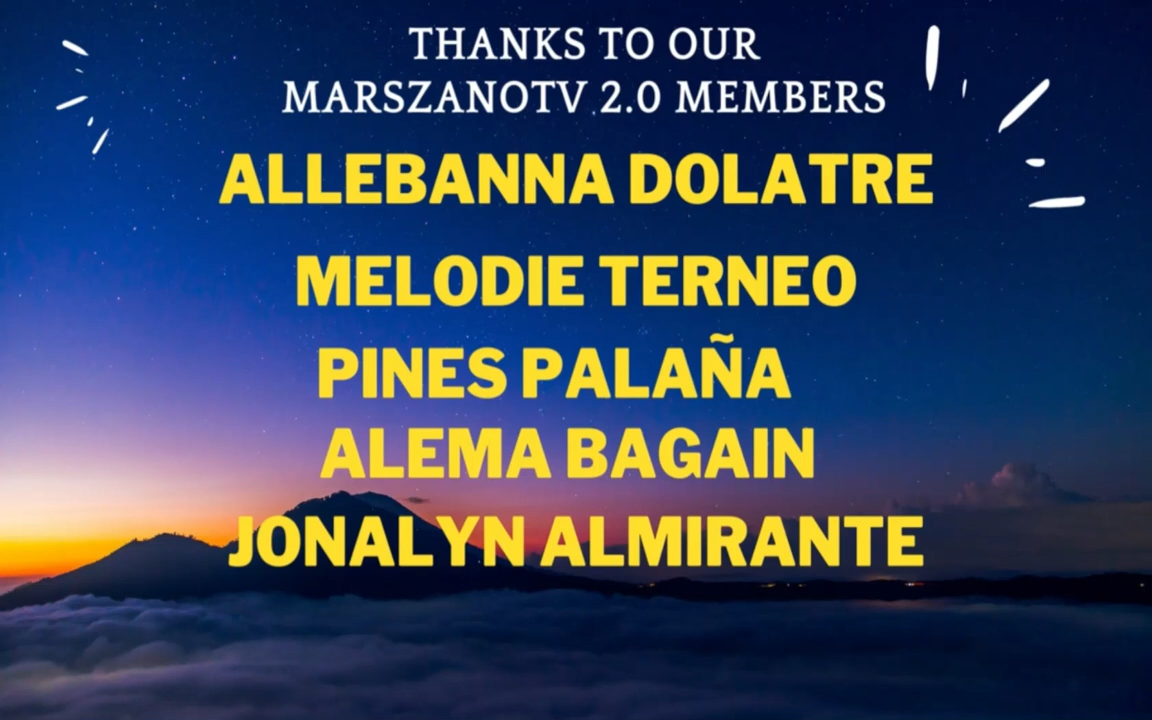 THANKS TO OUR
MARSZANOTV 2.0 MEMBERS
ALLEBANNA DOLATRE
MELODIE TERNEO
PINES PALAÑA
ALEMA BAGAIN
JONALYN ALMIRANTE